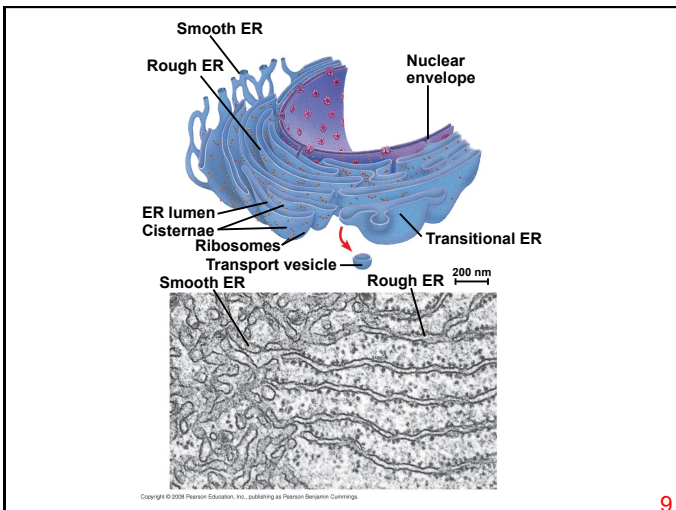 Smooth ER
Rough ER
Nuclear
envelope
ER lumen
Cisternae
Ribosomes
Transitional ER
Transport vesicle
Smooth ER
Rough ER
200 nm
Copyright © 2008 Pearson Education, Inc., publishing as Pearson Benjamin Cummings.
9